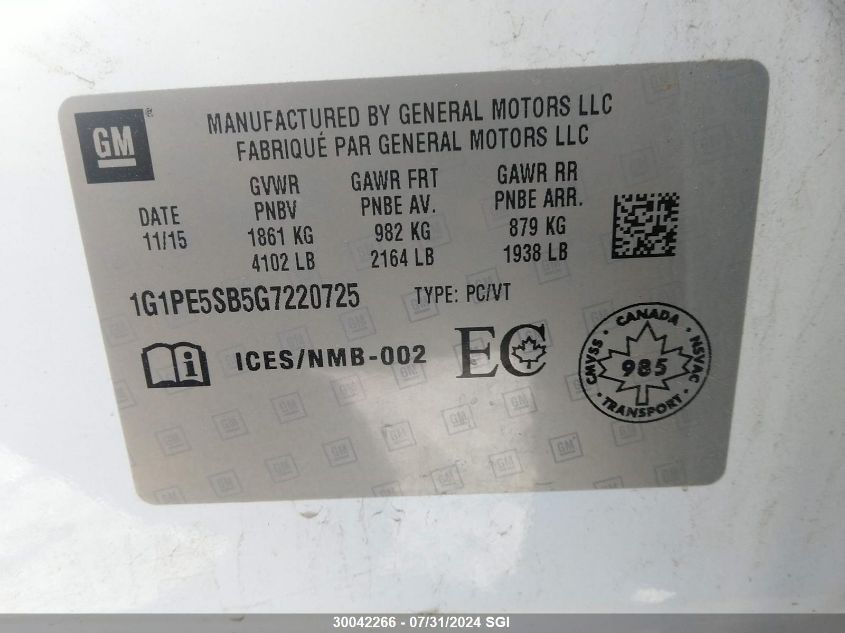 GM
MANUFACTURED BY GENERAL MOTORS LLC
FABRIQUÉ PAR GENERAL MOTORS LLC
DATE
11/15
GVWR
PNBV
1861 KG
4102 LB
GAWR FRT
PNBE AV.
982 KG
2164 LB
GAWR RR
PNBE ARR.
879 KG
1938 LB
1G1PE5SB5G7220725 TYPE: PC/VT
ICES/NMB-002 EC
CANADA
CMVSS 985 NSVAC
TRANSPORT
30042266 - 07/31/2024 SGI